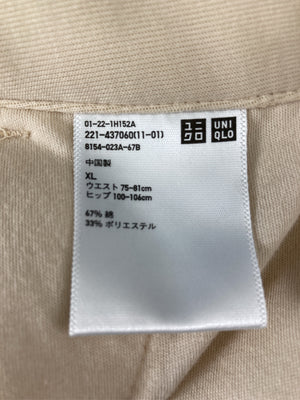 01-22-1H152A
221-437060(11-01)
8154-023A-67B
ユニクロ
UNIQLO
中国製
XL
ウエスト 75-81cm
ヒップ 100-106cm
67% 綿
33% ポリエステル